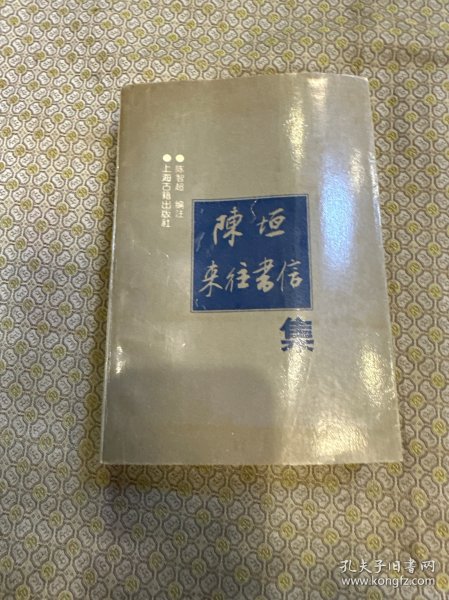 陳垣
来往書信
集
●陈智超 编注
●上海古籍出版社
孔夫子旧书网
www.kongfz.com